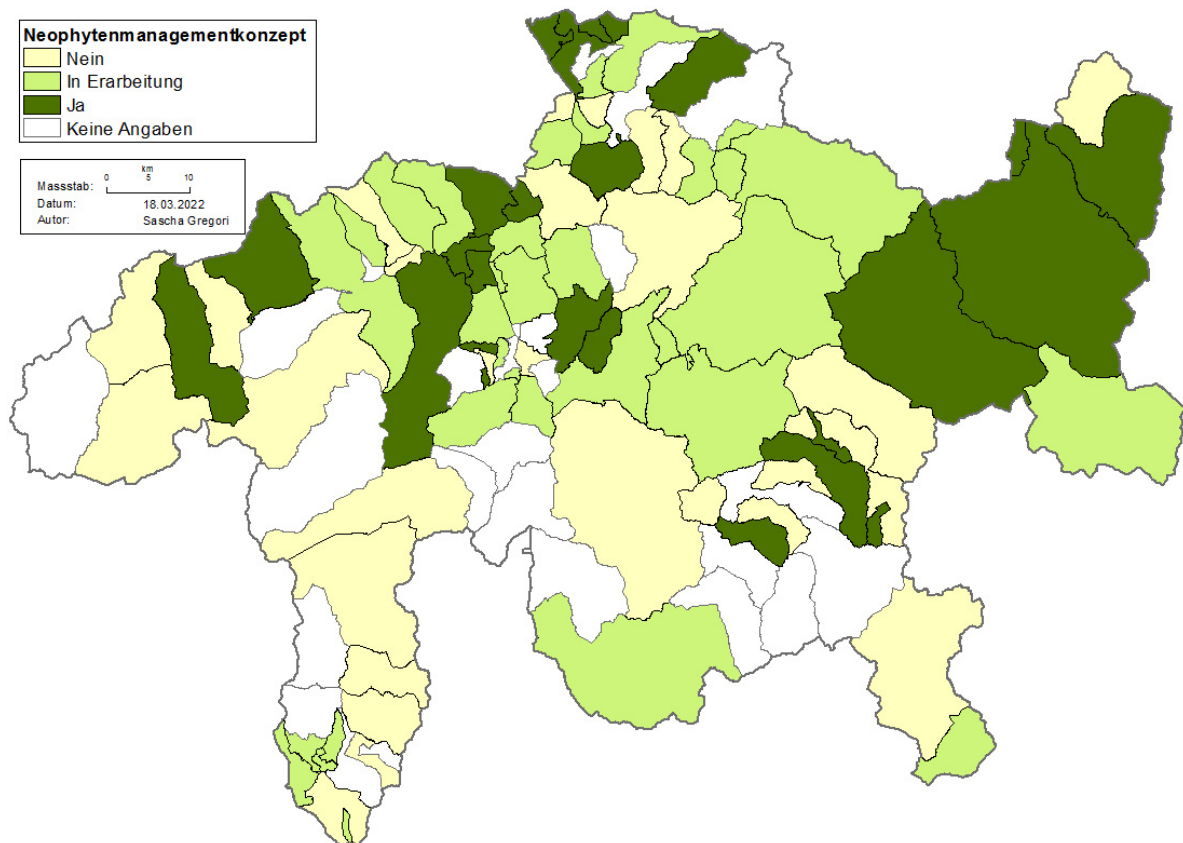 Neophytenmanagementkonzept
Nein
In Erarbeitung
Ja
Keine Angaben
km
Massstab: 0 5 10
Datum: 18.03.2022
Autor: Sascha Gregori